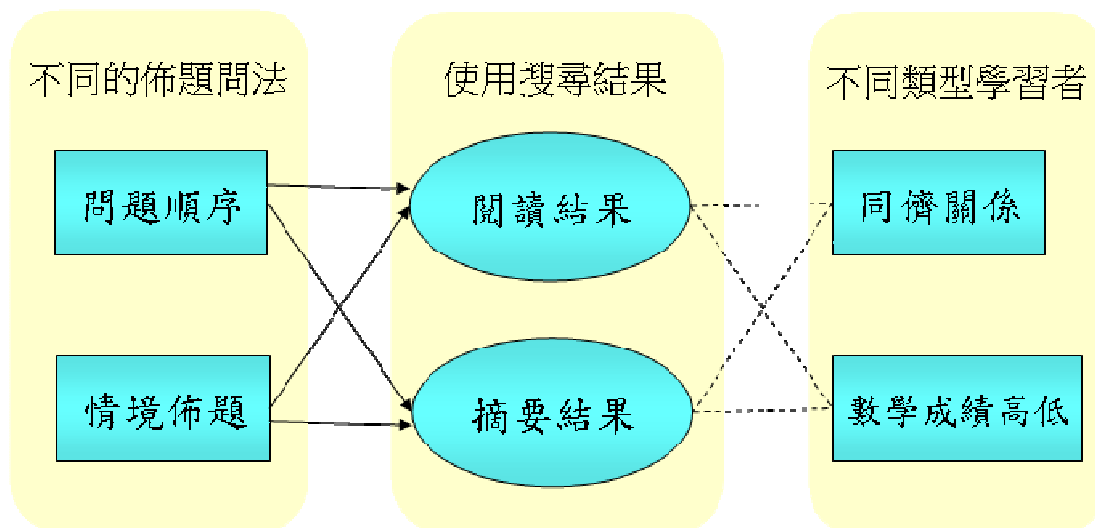 不同的佈題問法
使用搜尋結果
不同類型學習者
問題順序
閱讀結果
同儕關係
情境佈題
摘要結果
數學成績高低